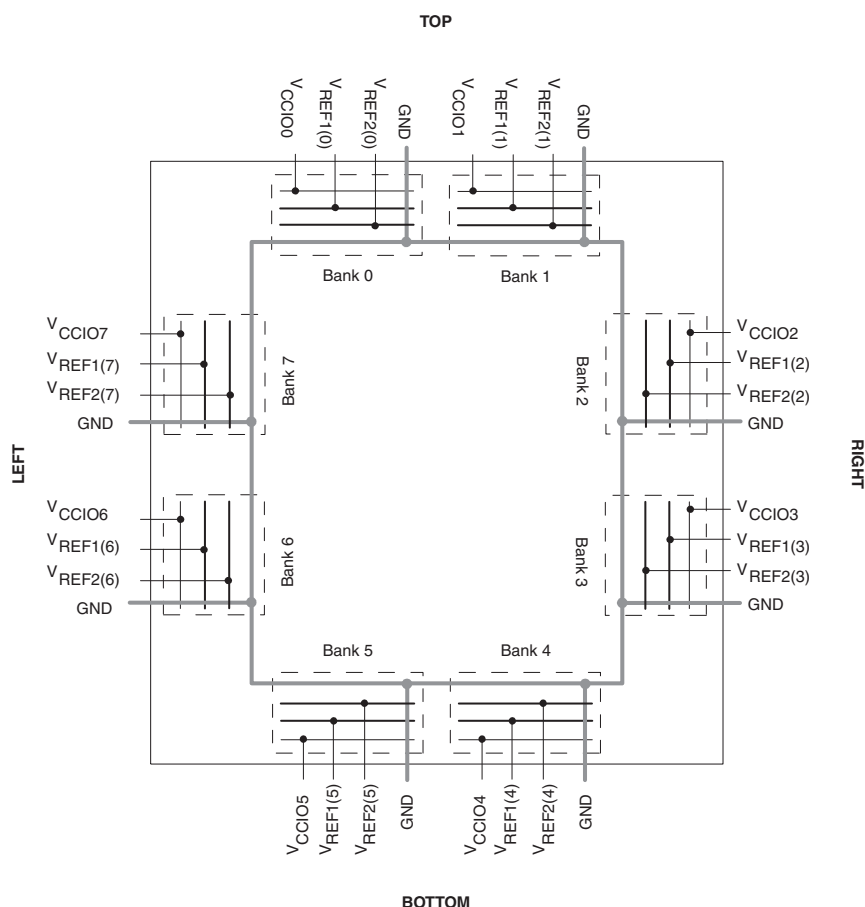 TOP
VCCIO0
VREF1(0)
VREF2(0)
GND
VCCIO1
VREF1(1)
VREF2(1)
GND
Bank 0
Bank 1
VCCIO7
VREF1(7)
VREF2(7)
GND
Bank 7
Bank 2
VCCIO2
VREF1(2)
VREF2(2)
GND
LEFT
RIGHT
VCCIO6
VREF1(6)
VREF2(6)
GND
Bank 6
Bank 3
VCCIO3
VREF1(3)
VREF2(3)
GND
Bank 5
Bank 4
VCCIO5
VREF1(5)
VREF2(5)
GND
VCCIO4
VREF1(4)
VREF2(4)
GND
BOTTOM